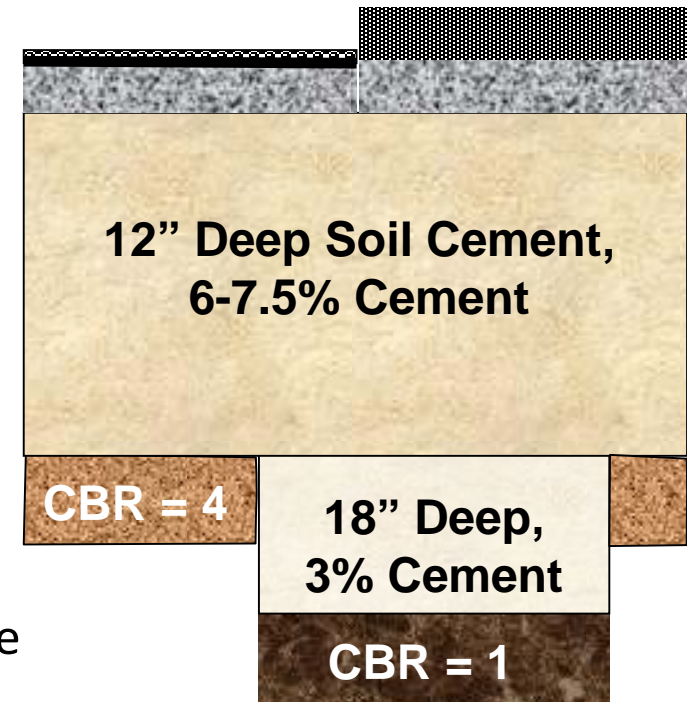 12” Deep Soil Cement,
6-7.5% Cement
CBR = 4
18” Deep,
3% Cement
e
CBR = 1